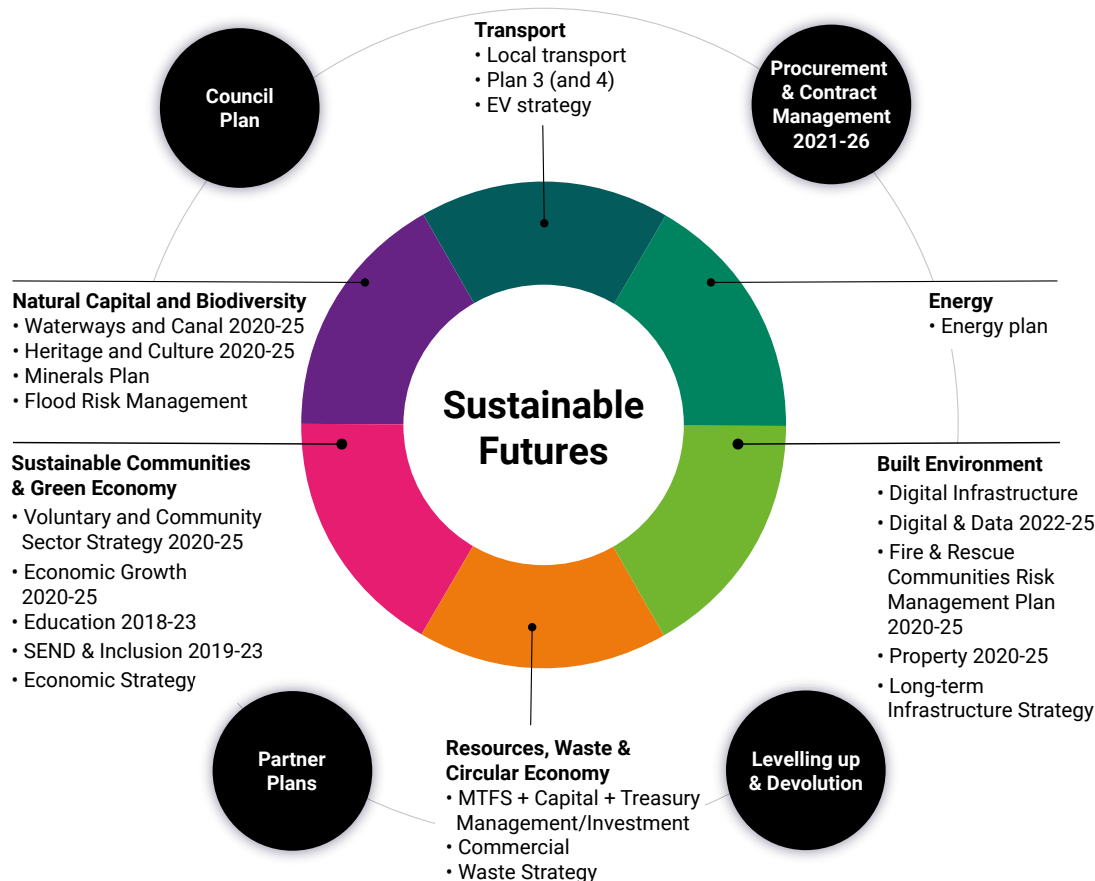 Transport
• Local transport
• Plan 3 (and 4)
• EV strategy
Council
Plan
Procurement
& Contract
Management
2021-26
Natural Capital and Biodiversity
• Waterways and Canal 2020-25
• Heritage and Culture 2020-25
• Minerals Plan
• Flood Risk Management
Energy
• Energy plan
Sustainable
Futures
Sustainable Communities
& Green Economy
• Voluntary and Community
Sector Strategy 2020-25
• Economic Growth
2020-25
• Education 2018-23
• SEND & Inclusion 2019-23
• Economic Strategy
Built Environment
• Digital Infrastructure
• Digital & Data 2022-25
• Fire & Rescue
Communities Risk
Management Plan
2020-25
• Property 2020-25
• Long-term
Infrastructure Strategy
Partner
Plans
Resources, Waste &
Circular Economy
• MTFS + Capital + Treasury
Management/Investment
• Commercial
• Waste Strategy
Levelling up
& Devolution